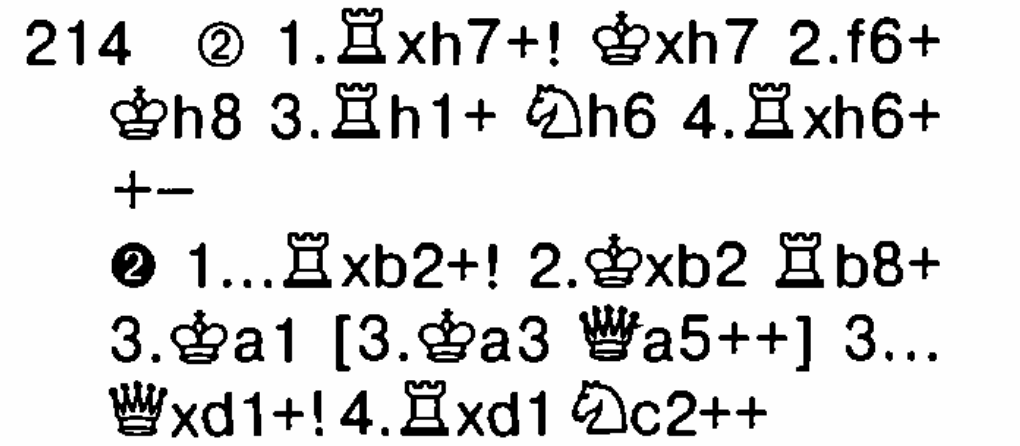 214 ② 1.♖xh7+! ♔xh7 2.f6+
♔h8 3.♖h1+ ♘h6 4.♖xh6+
+−
❷ 1...♖xb2+! 2.♔xb2 ♖b8+
3.♔a1 [3.♔a3 ♕a5++] 3...
♕xd1+! 4.♖xd1 ♘c2++